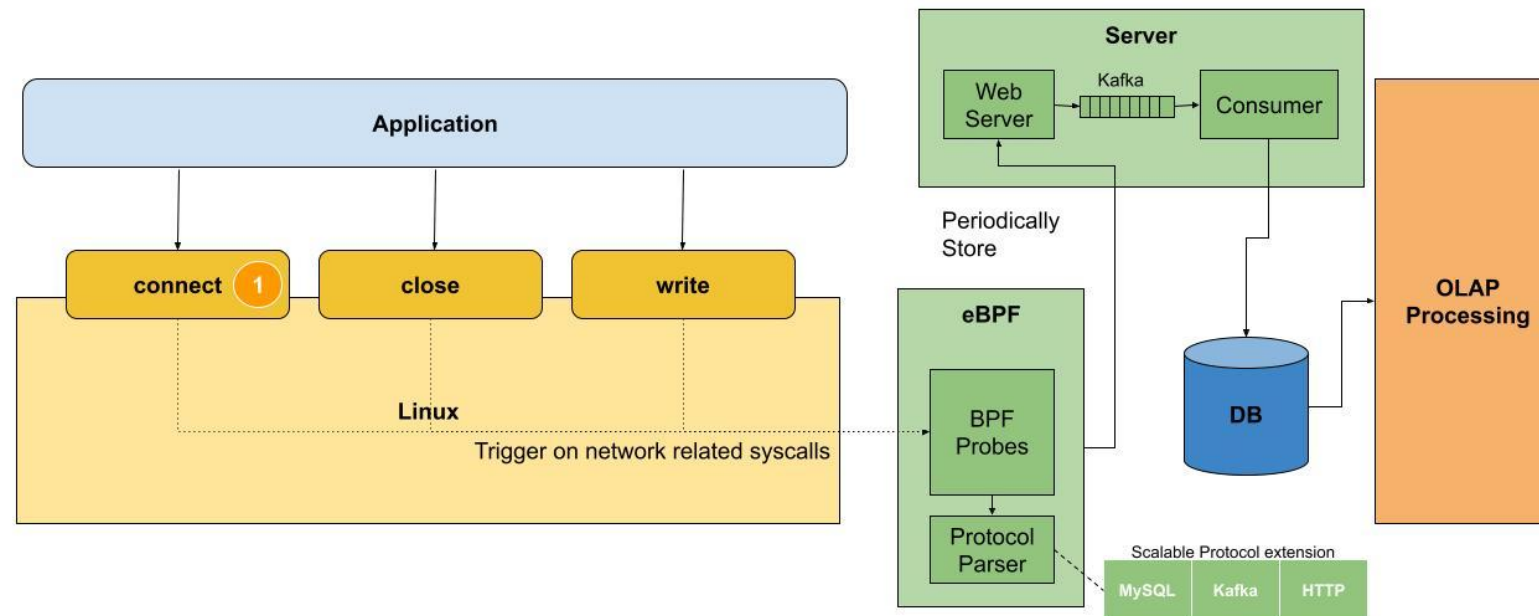 Server
Web
Server
Kafka
Consumer
Application
Periodically
Store
connect
1
close
write
OLAP
Processing
eBPF
BPF
Probes
DB
Linux
Trigger on network related syscalls
Protocol
Parser
Scalable Protocol extension
MySQL
Kafka
HTTP